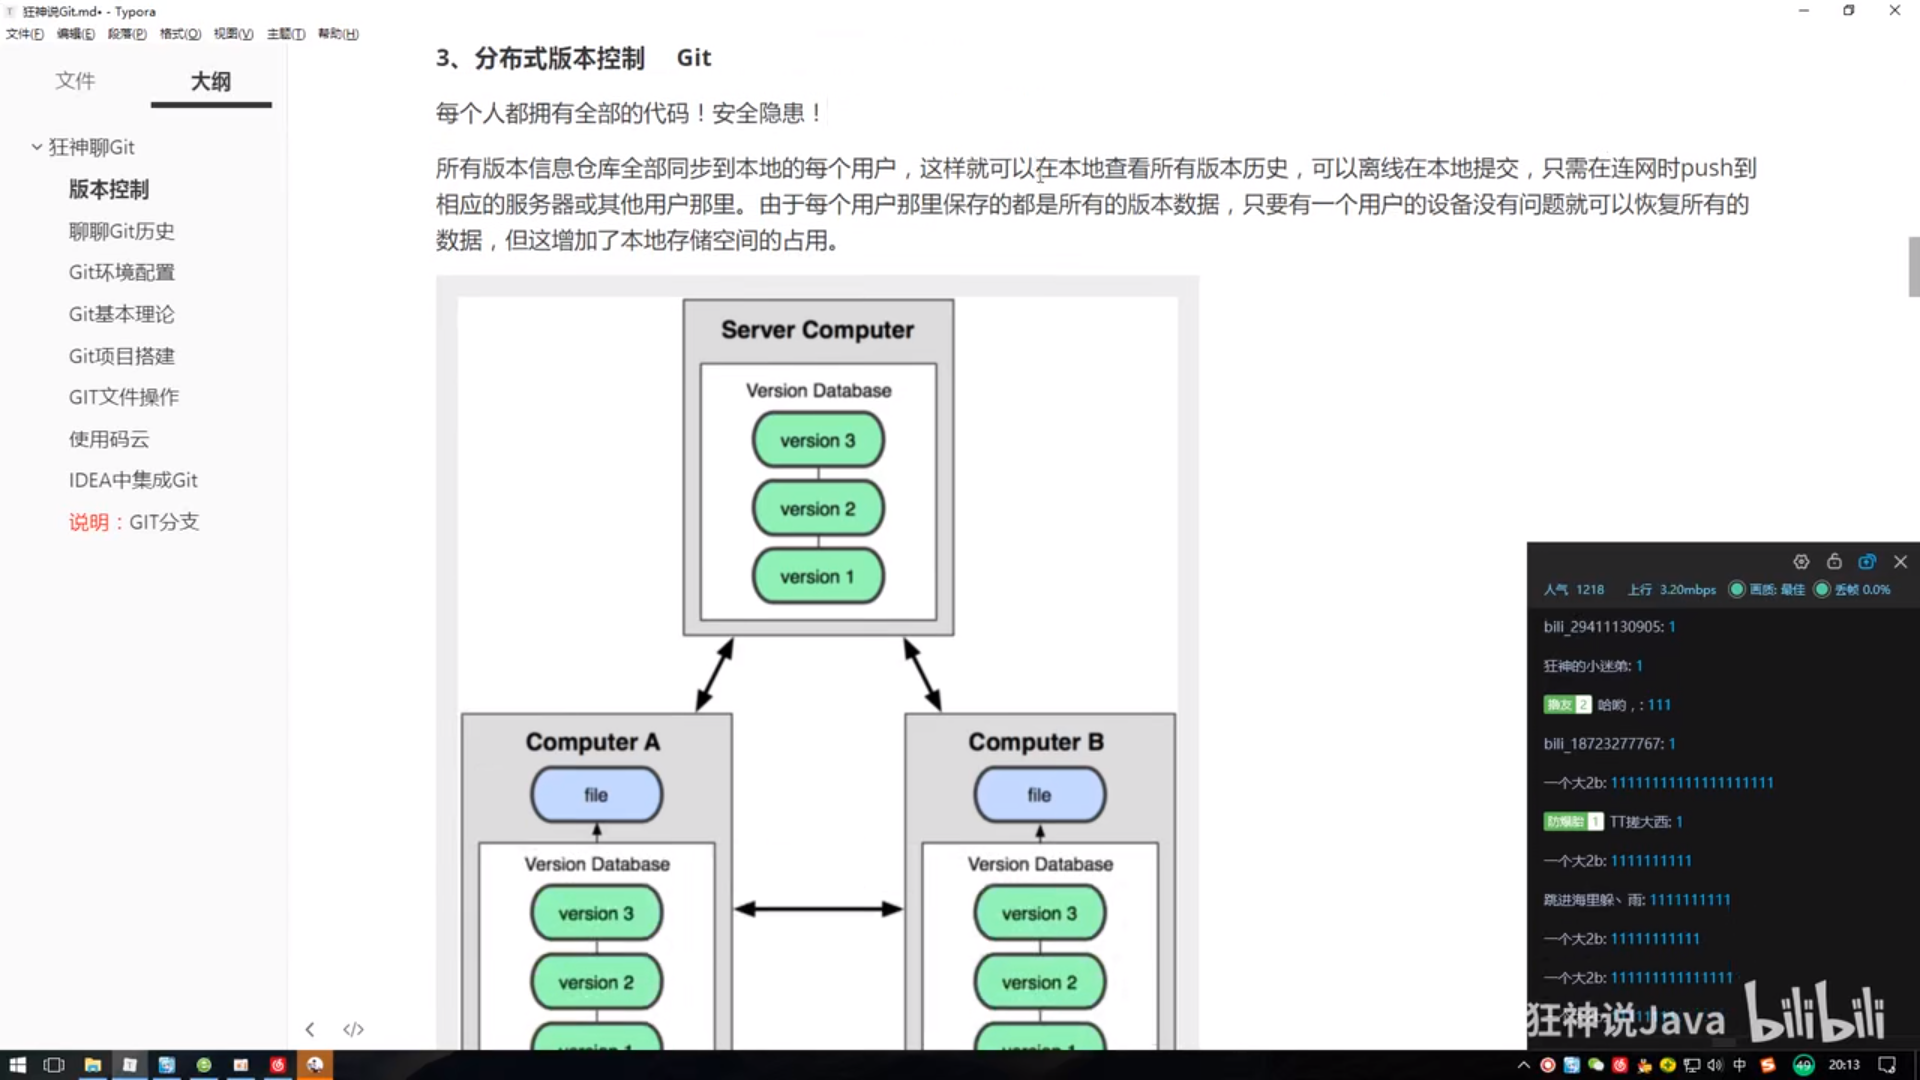 狂神说Git.md• - Typora
文件(F) 编辑(E) 段落(P) 格式(O) 视图(V) 主题(T) 帮助(H)
文件 大纲
狂神聊Git
版本控制
聊聊Git历史
Git环境配置
Git基本理论
Git项目搭建
GIT文件操作
使用码云
IDEA中集成Git
说明：GIT分支
3、分布式版本控制 Git
每个人都拥有全部的代码！安全隐患！
所有版本信息仓库全部同步到本地的每个用户，这样就可以在本地查看所有版本历史，可以离线在本地提交，只需在连网时push到
相应的服务器或其他用户那里。由于每个用户那里保存的都是所有的版本数据，只要有一个用户的设备没有问题就可以恢复所有的
数据，但这增加了本地存储空间的占用。
Server Computer
Version Database
version 3
version 2
version 1
Computer A
file
Version Database
version 3
version 2
version 1
Computer B
file
Version Database
version 3
version 2
version 1
人气 1218 上行 3.20mbps 画质: 最佳 丢帧 0.0%
bili_29411130905: 1
狂神的小迷弟: 1
2 哈哟，: 111
bili_18723277767: 1
一个大2b: 11111111111111111111
防爆胎 1 TT搓大西: 1
一个大2b: 1111111111
跳进海里躲丶雨: 1111111111
一个大2b: 11111111111
一个大2b: 111111111111111
狂神说Java bilibili
中 49 20:13